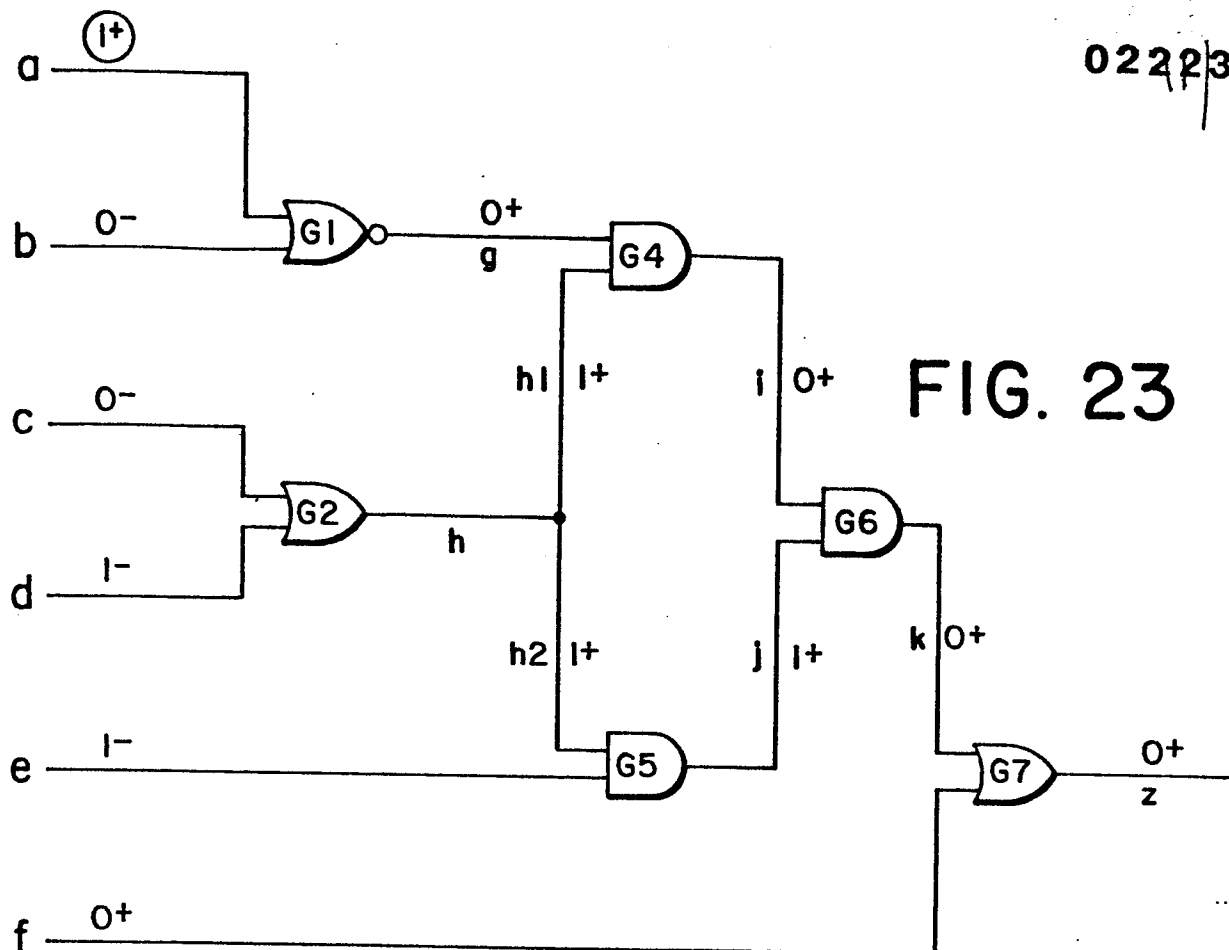 1+
a
02223
0-
b
G1
0+
g
G4
h1
1+
i
0+
FIG. 23
0-
c
G2
h
G6
1-
d
h2
1+
j
1+
k
0+
1-
e
G5
G7
0+
z
0+
f